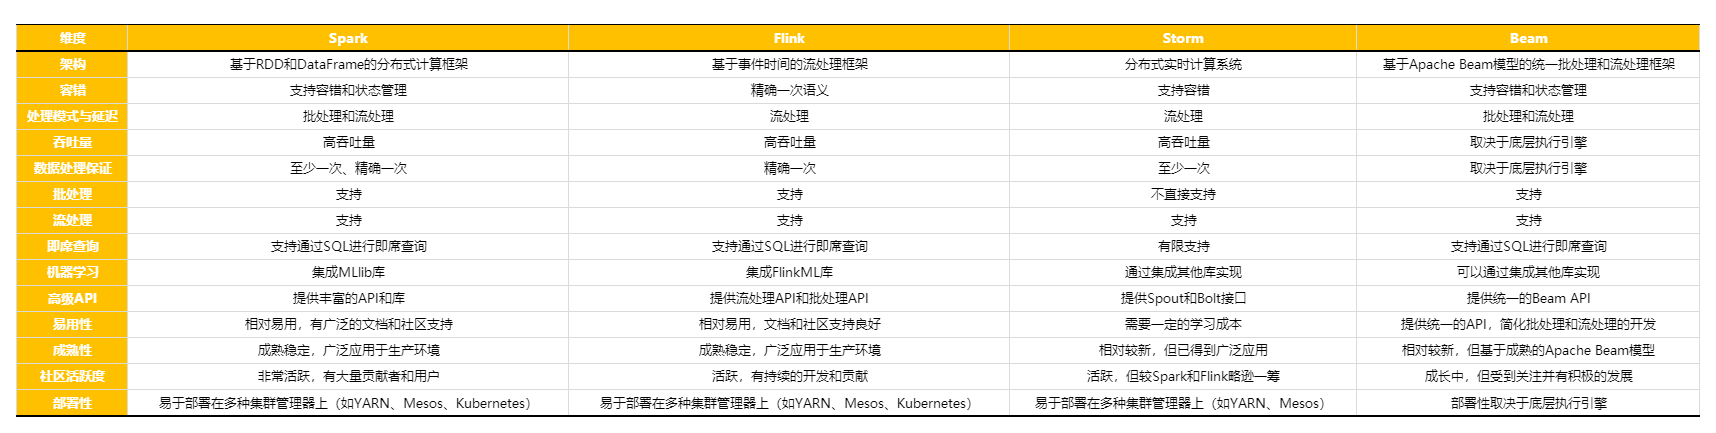 维度 Spark Flink Storm Beam
架构 基于RDD和DataFrame的分布式计算框架 基于事件时间的流处理框架 分布式实时计算系统 基于Apache Beam模型的统一批处理和流处理框架
容错 支持容错和状态管理 精确一次语义 支持容错 支持容错和状态管理
处理模式与延迟 批处理和流处理 流处理 流处理 批处理和流处理
吞吐量 高吞吐量 高吞吐量 高吞吐量 取决于底层执行引擎
数据处理保证 至少一次、精确一次 精确一次 至少一次 取决于底层执行引擎
批处理 支持 支持 不直接支持 支持
流处理 支持 支持 支持 支持
即席查询 支持通过SQL进行即席查询 支持通过SQL进行即席查询 有限支持 支持通过SQL进行即席查询
机器学习 集成MLlib库 集成FlinkML库 通过集成其他库实现 可以通过集成其他库实现
高级API 提供丰富的API和库 提供流处理API和批处理API 提供Spout和Bolt接口 提供统一的Beam API
易用性 相对易用，有广泛的文档和社区支持 相对易用，文档和社区支持良好 需要一定的学习成本 提供统一的API，简化批处理和流处理的开发
成熟性 成熟稳定，广泛应用于生产环境 成熟稳定，广泛应用于生产环境 相对较新，但已得到广泛应用 相对较新，但基于成熟的Apache Beam模型
社区活跃度 非常活跃，有大量贡献者和用户 活跃，有持续的开发和贡献 活跃，但较Spark和Flink略逊一筹 成长中，但受到关注并有积极的发展
部署性 易于部署在多种集群管理器上（如YARN、Mesos、Kubernetes） 易于部署在多种集群管理器上（如YARN、Mesos、Kubernetes） 易于部署在多种集群管理器上（如YARN、Mesos） 部署性取决于底层执行引擎